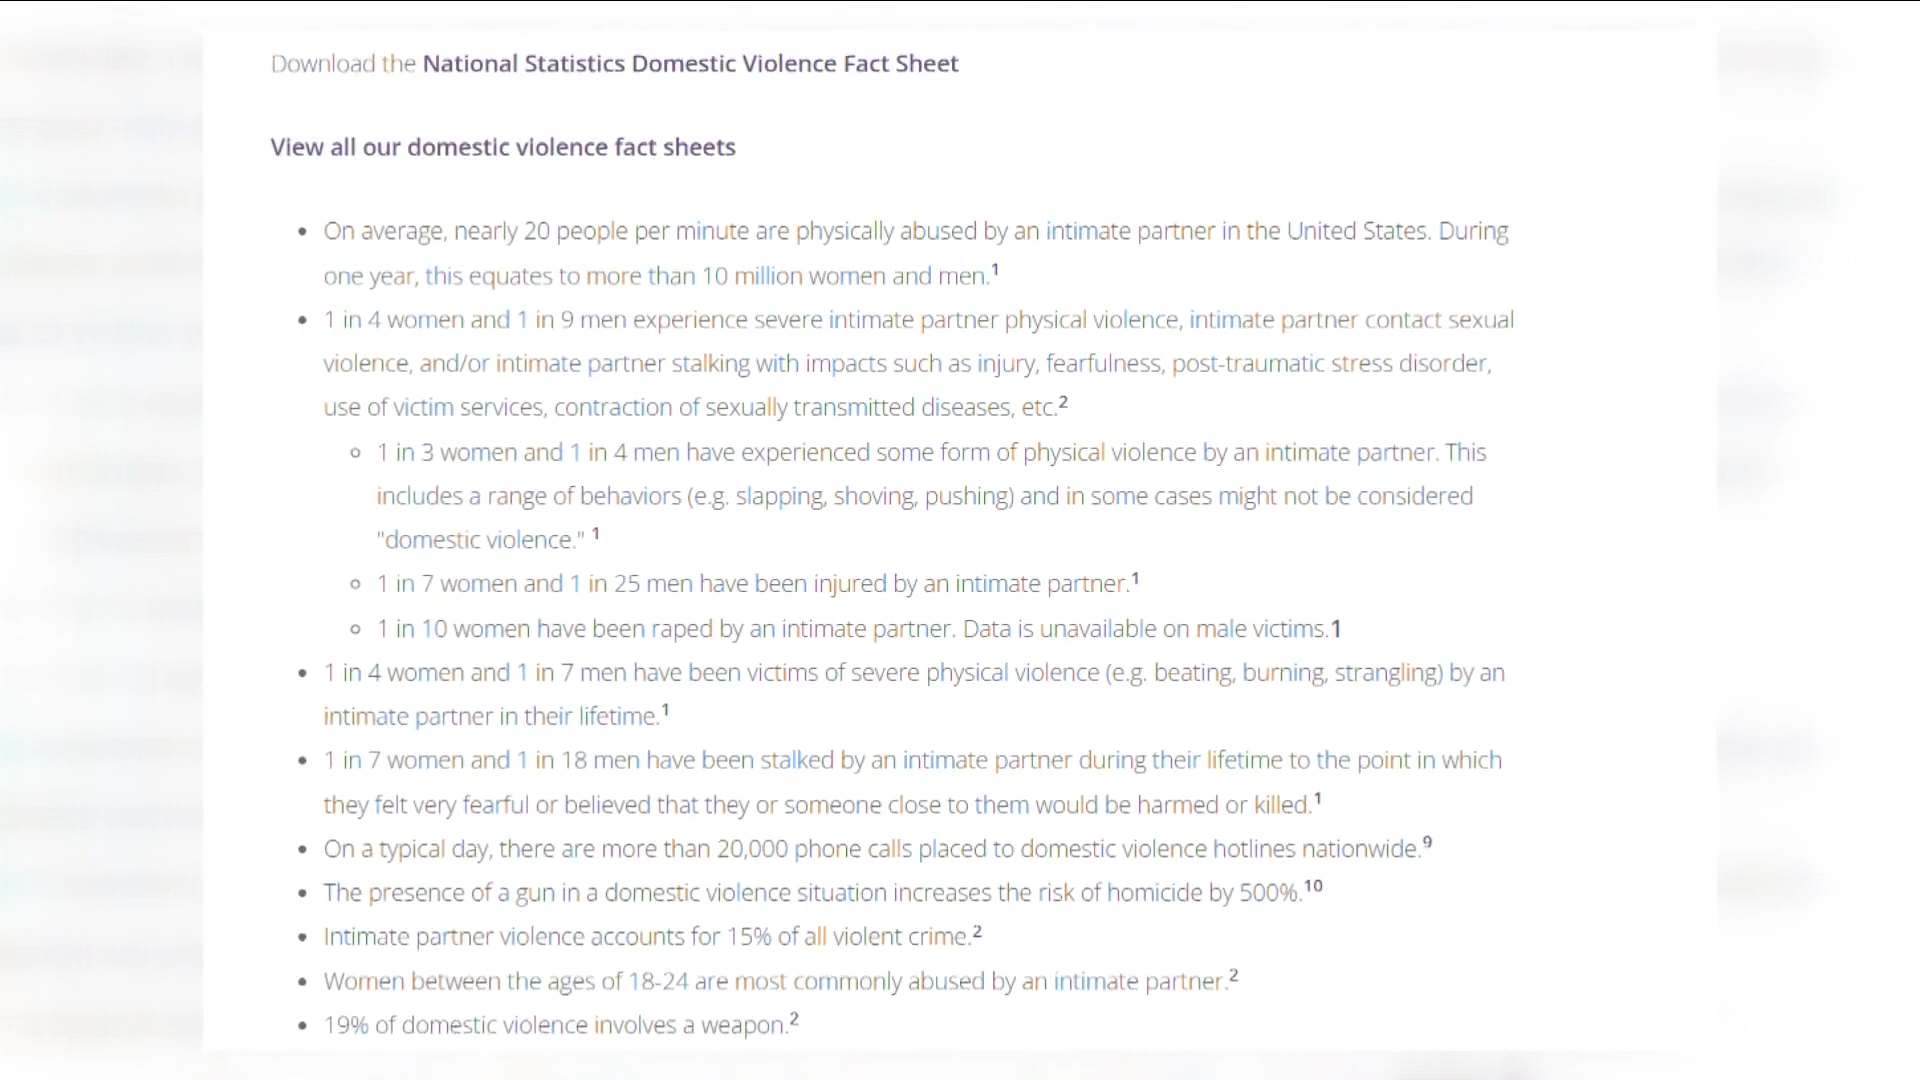 Download the National Statistics Domestic Violence Fact Sheet
View all our domestic violence fact sheets
• On average, nearly 20 people per minute are physically abused by an intimate partner in the United States. During
one year, this equates to more than 10 million women and men.¹
• 1 in 4 women and 1 in 9 men experience severe intimate partner physical violence, intimate partner contact sexual
violence, and/or intimate partner stalking with impacts such as injury, fearfulness, post-traumatic stress disorder,
use of victim services, contraction of sexually transmitted diseases, etc.²
◦ 1 in 3 women and 1 in 4 men have experienced some form of physical violence by an intimate partner. This
includes a range of behaviors (e.g. slapping, shoving, pushing) and in some cases might not be considered
"domestic violence." ¹
◦ 1 in 7 women and 1 in 25 men have been injured by an intimate partner.¹
◦ 1 in 10 women have been raped by an intimate partner. Data is unavailable on male victims.1
• 1 in 4 women and 1 in 7 men have been victims of severe physical violence (e.g. beating, burning, strangling) by an
intimate partner in their lifetime.¹
• 1 in 7 women and 1 in 18 men have been stalked by an intimate partner during their lifetime to the point in which
they felt very fearful or believed that they or someone close to them would be harmed or killed.¹
• On a typical day, there are more than 20,000 phone calls placed to domestic violence hotlines nationwide.⁹
• The presence of a gun in a domestic violence situation increases the risk of homicide by 500%.¹⁰
• Intimate partner violence accounts for 15% of all violent crime.²
• Women between the ages of 18-24 are most commonly abused by an intimate partner.²
• 19% of domestic violence involves a weapon.²